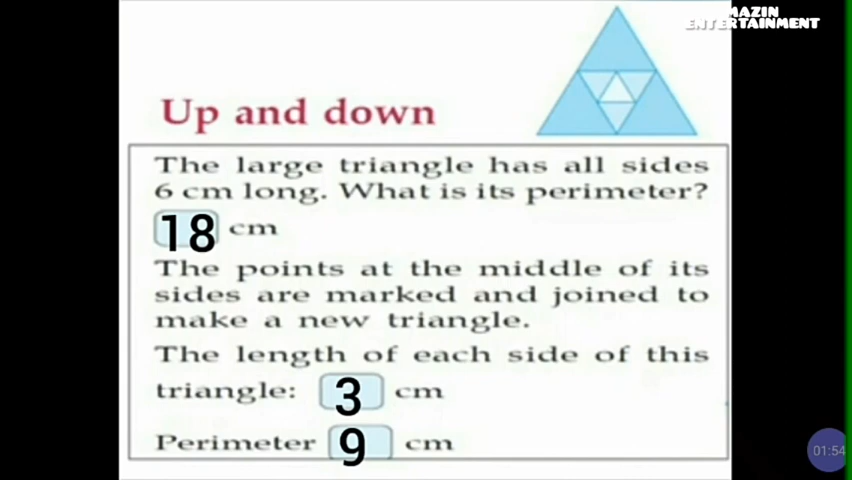 MAZIN
ENTERTAINMENT
Up and down
The large triangle has all sides
6 cm long. What is its perimeter?
18 cm
The points at the middle of its
sides are marked and joined to
make a new triangle.
The length of each side of this
triangle: 3 cm
Perimeter 9 cm
01:54